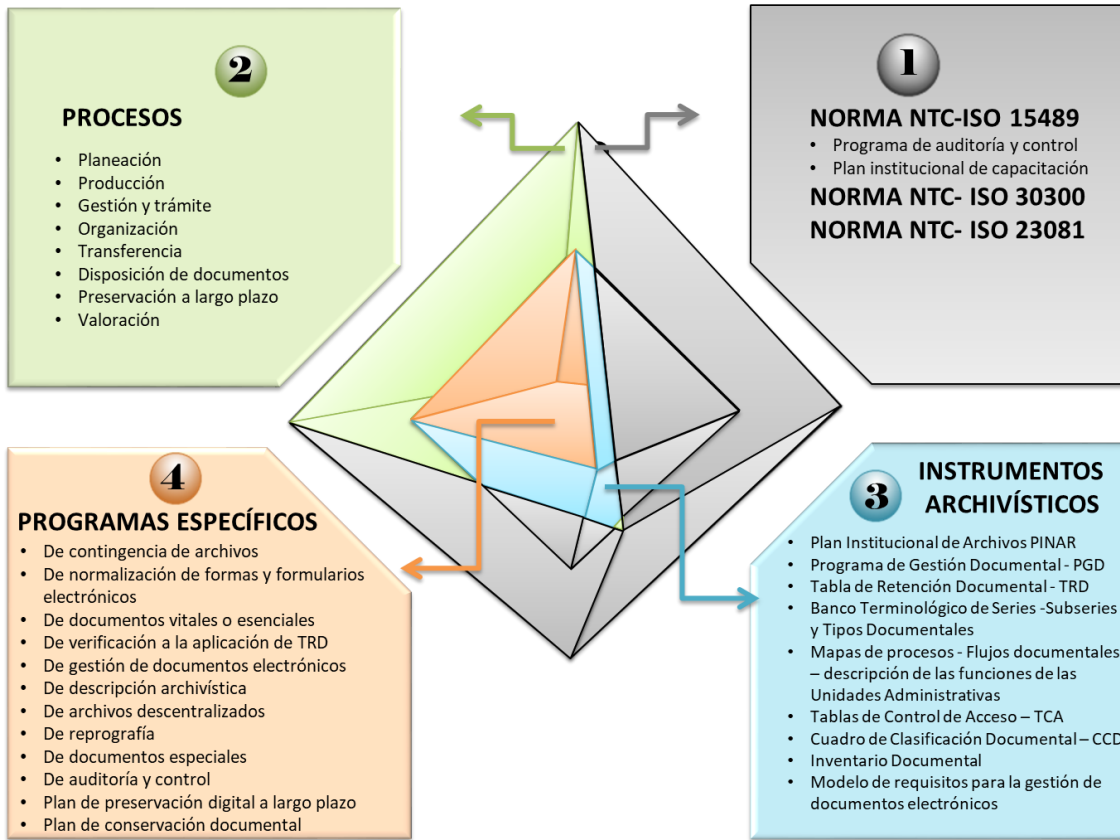 2
PROCESOS
• Planeación
• Producción
• Gestión y trámite
• Organización
• Transferencia
• Disposición de documentos
• Preservación a largo plazo
• Valoración
1
NORMA NTC-ISO 15489
• Programa de auditoría y control
• Plan institucional de capacitación
NORMA NTC- ISO 30300
NORMA NTC- ISO 23081
4
PROGRAMAS ESPECÍFICOS
• De contingencia de archivos
• De normalización de formas y formularios
electrónicos
• De documentos vitales o esenciales
• De verificación a la aplicación de TRD
• De gestión de documentos electrónicos
• De descripción archivística
• De archivos descentralizados
• De reprografía
• De documentos especiales
• De auditoría y control
• Plan de preservación digital a largo plazo
• Plan de conservación documental
3
INSTRUMENTOS
ARCHIVÍSTICOS
• Plan Institucional de Archivos PINAR
• Programa de Gestión Documental - PGD
• Tabla de Retención Documental - TRD
• Banco Terminológico de Series -Subseries
y Tipos Documentales
• Mapas de procesos - Flujos documentales
– descripción de las funciones de las
Unidades Administrativas
• Tablas de Control de Acceso – TCA
• Cuadro de Clasificación Documental – CCD
• Inventario Documental
• Modelo de requisitos para la gestión de
documentos electrónicos